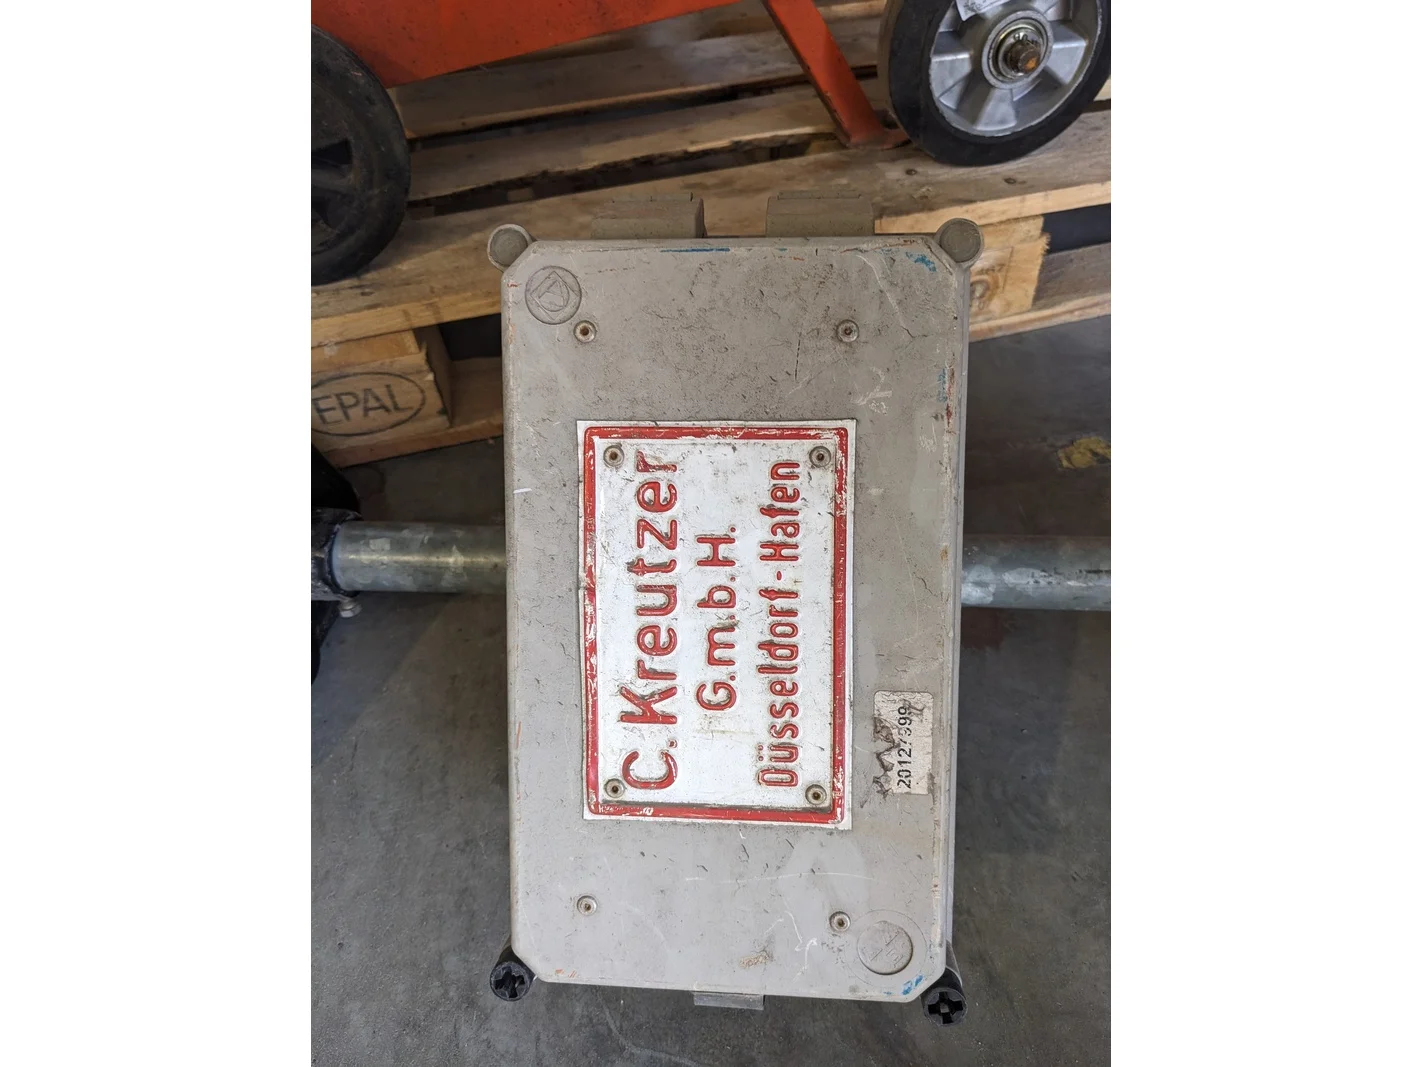 EPAL
C. Kreutzer
G.m.b.H.
Düsseldorf-Hafen